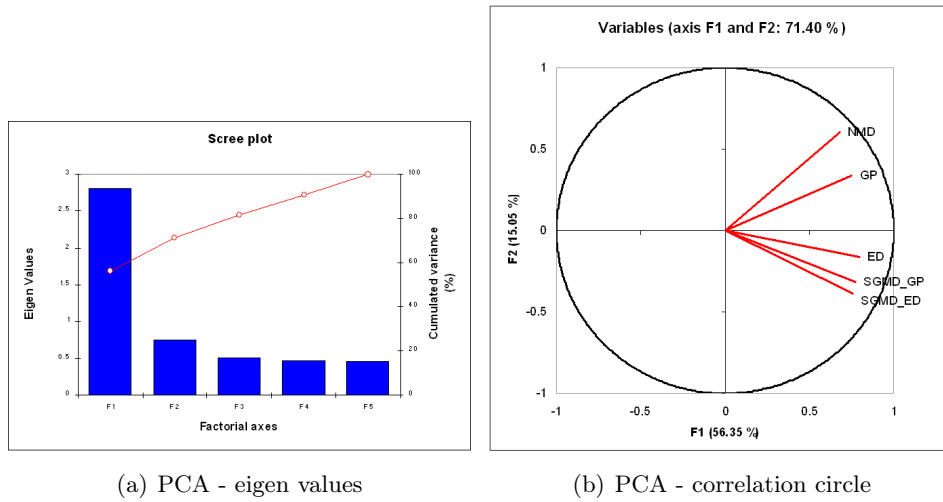 Scree plot
3
2.5
2
1.5
1
0.5
0
100
80
60
40
20
0
Eigen Values
Cumulated variance
(%)
F1 F2 F3 F4 F5
Factorial axes
(a) PCA - eigen values
Variables (axis F1 and F2: 71.40 %)
1
0.5
0
-0.5
-1
F2 (15.05 %)
NMD
GP
ED
SGMD_GP
SGMD_ED
-1 -0.5 0 0.5 1
F1 (56.35 %)
(b) PCA - correlation circle